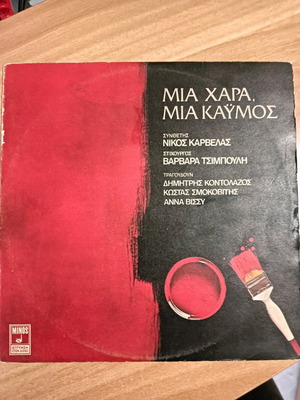 ΜΙΑ ΧΑΡΑ,
ΜΙΑ ΚΑΫΜΟΣ
ΣΥΝΘΕΤΗΣ
ΝΙΚΟΣ ΚΑΡΒΕΛΑΣ
ΣΤΙΧΟΥΡΓΟΣ
ΒΑΡΒΑΡΑ ΤΣΙΜΠΟΥΛΗ
ΤΡΑΓΟΥΔΟΥΝ
ΔΗΜΗΤΡΗΣ ΚΟΝΤΟΛΑΖΟΣ
ΚΩΣΤΑΣ ΣΜΟΚΟΒΙΤΗΣ
ΑΝΝΑ ΒΙΣΣΥ
MINOS